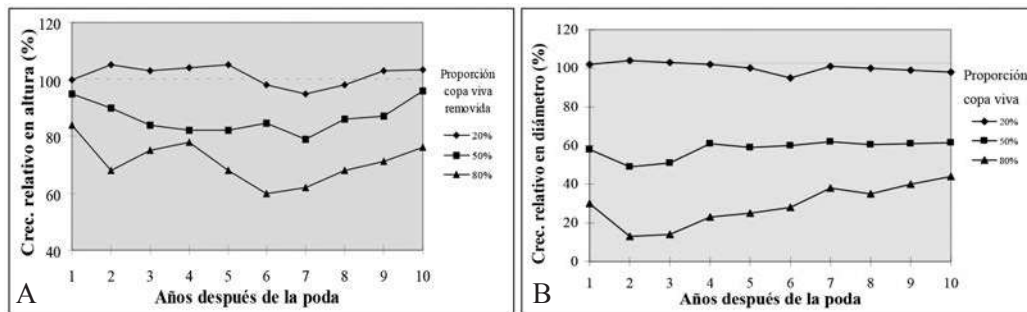 120
100
80
60
40
Crec. relativo en altura (%)
1 2 3 4 5 6 7 8 9 10
Años después de la poda
Proporción
copa viva
removida
20%
50%
80%
A
120
100
80
60
40
20
0
Crec. relativo en diámetro (%)
1 2 3 4 5 6 7 8 9 10
Años después de la poda
Proporción
copa viva
20%
50%
80%
B